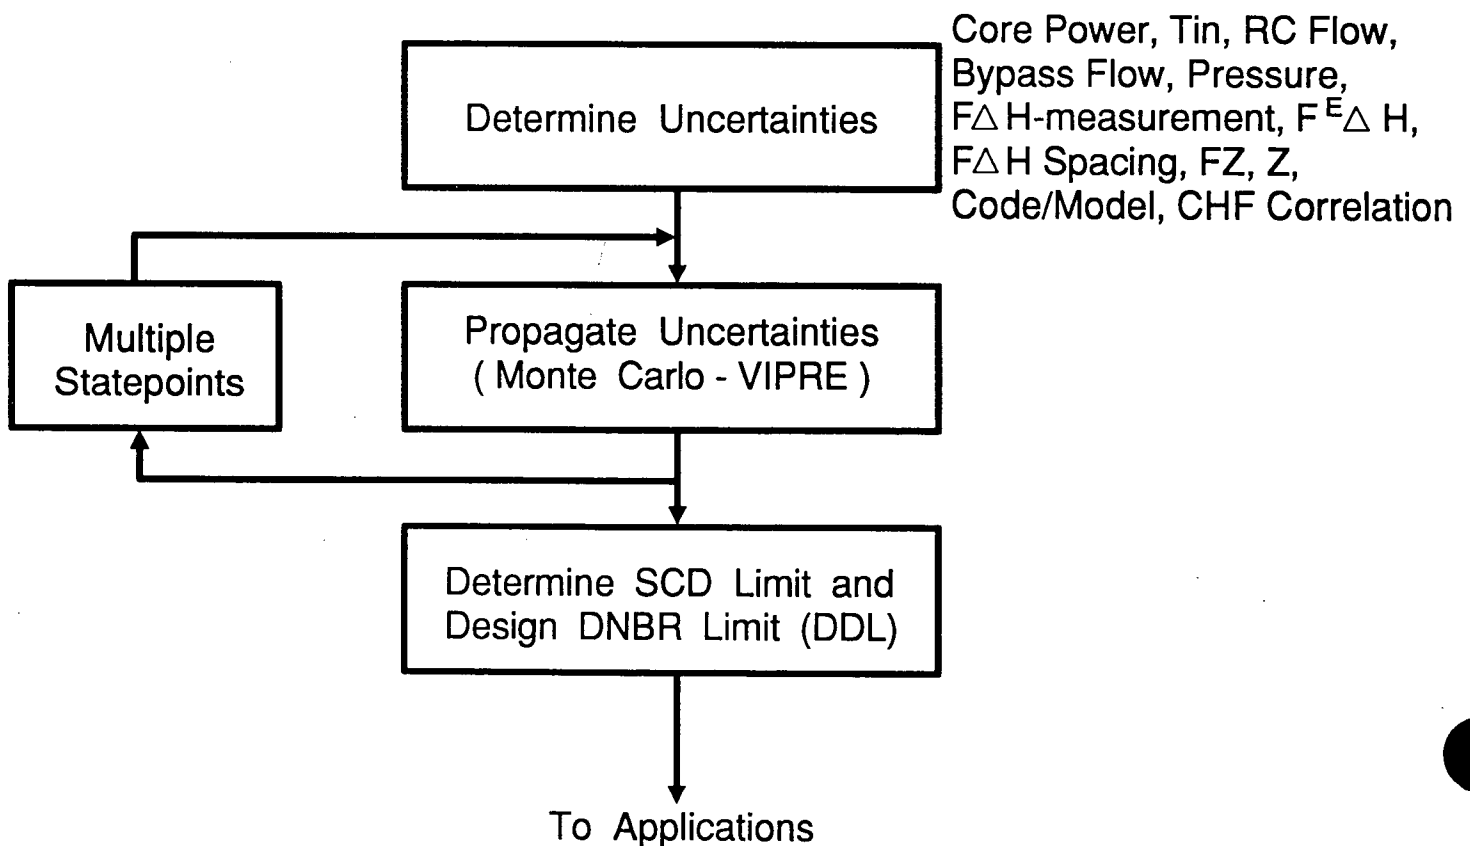 Core Power, Tin, RC Flow,
Bypass Flow, Pressure,
F△H-measurement, F^E△H,
F△H Spacing, FZ, Z,
Code/Model, CHF Correlation
Determine Uncertainties
Multiple
Statepoints
Propagate Uncertainties
( Monte Carlo - VIPRE )
Determine SCD Limit and
Design DNBR Limit (DDL)
To Applications